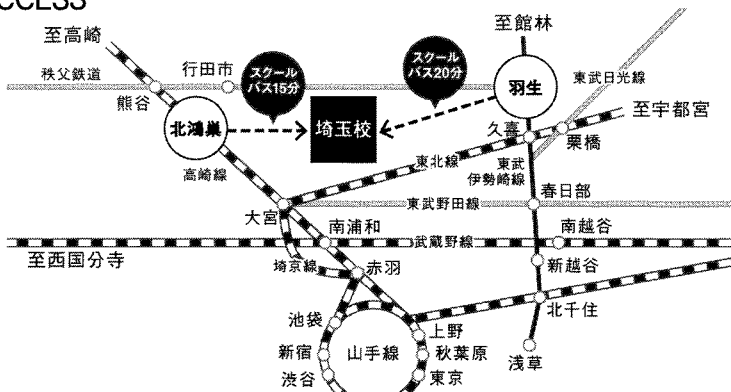 CCESS
至高崎
至館林
秩父鉄道
行田市
スクール
バス15分
スクール
バス20分
羽生
東武日光線
熊谷
北鴻巣
埼玉校
久喜
栗橋
至宇都宮
高崎線
東北線
東武
伊勢崎線
大宮
東武野田線
春日部
南浦和
武蔵野線
南越谷
至西国分寺
埼京線
赤羽
新越谷
池袋
上野
北千住
新宿
山手線
秋葉原
浅草
渋谷
東京